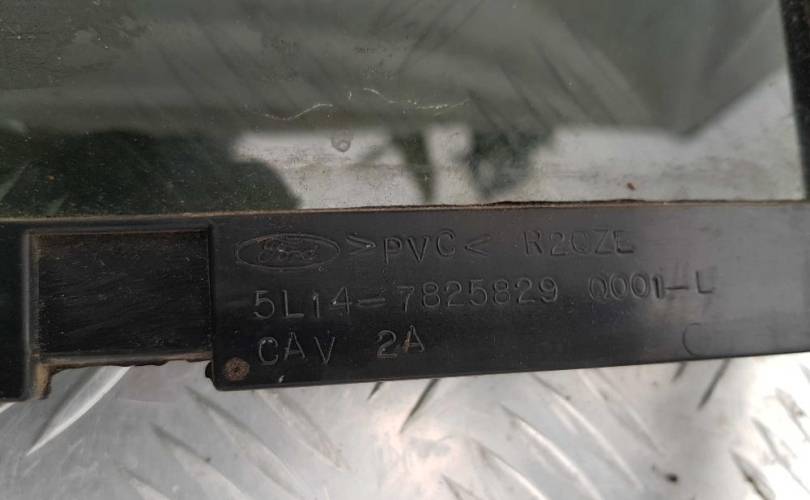 Ford >PVC< R20ZE
5L14-7825829 0001-L
CAV 2A